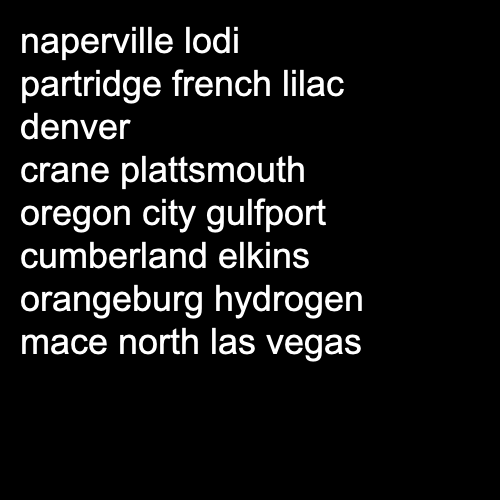 naperville lodi
partridge french lilac
denver
crane plattsmouth
oregon city gulfport
cumberland elkins
orangeburg hydrogen
mace north las vegas